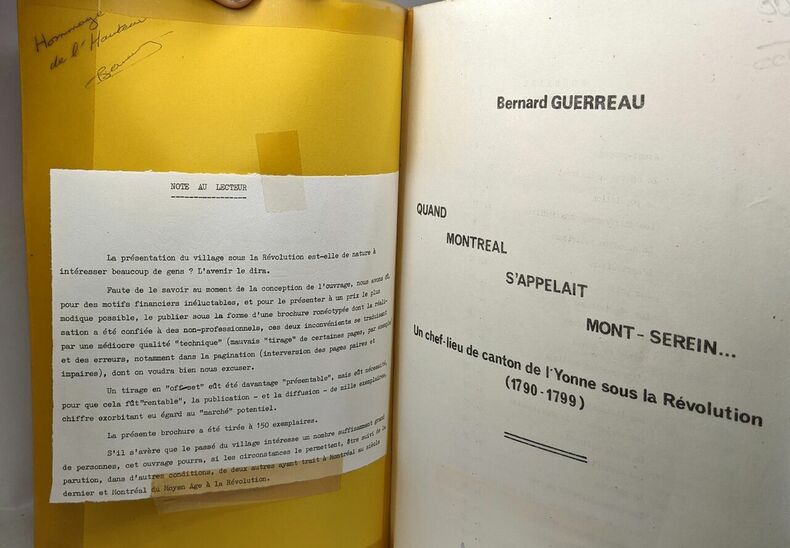 Hommage
de l'Hauteur
NOTE AU LECTEUR
La présentation du village sous la Révolution est-elle de nature à
intéresser beaucoup de gens ? L'avenir le dira.
Faute de le savoir au moment de la conception de l'ouvrage, nous avons dû,
pour des motifs financiers inéluctables, et pour le présenter à un prix le plus
modique possible, le publier sous la forme d'une brochure ronéotypée dont la réali-
sation a été confiée à des non-professionnels, ces deux inconvénients se traduisant
par une médiocre qualité "technique" (mauvais "tirage" de certaines pages, par exemple)
et des erreurs, notamment dans la pagination (interversion des pages paires et
impaires), dont on voudra bien nous excuser.
Un tirage en "off-set" eût été davantage "présentable", mais eût nécessité,
pour que cela fût "rentable", la publication - et la diffusion - de mille exemplaires,
chiffre exorbitant eu égard au "marché" potentiel.
La présente brochure a été tirée à 150 exemplaires.
S'il s'avère que le passé du village intéresse un nombre suffisamment grand
de personnes, cet ouvrage pourra, si les circonstances le permettent, être suivi de la
parution, dans d'autres conditions, de deux autres ayant trait à Montréal au siècle
dernier et Montréal du Moyen Age à la Révolution.
Bernard GUERREAU
QUAND
MONTREAL
S'APPELAIT
MONT-SEREIN...
Un chef-lieu de canton de l'Yonne sous la Révolution
(1790-1799)